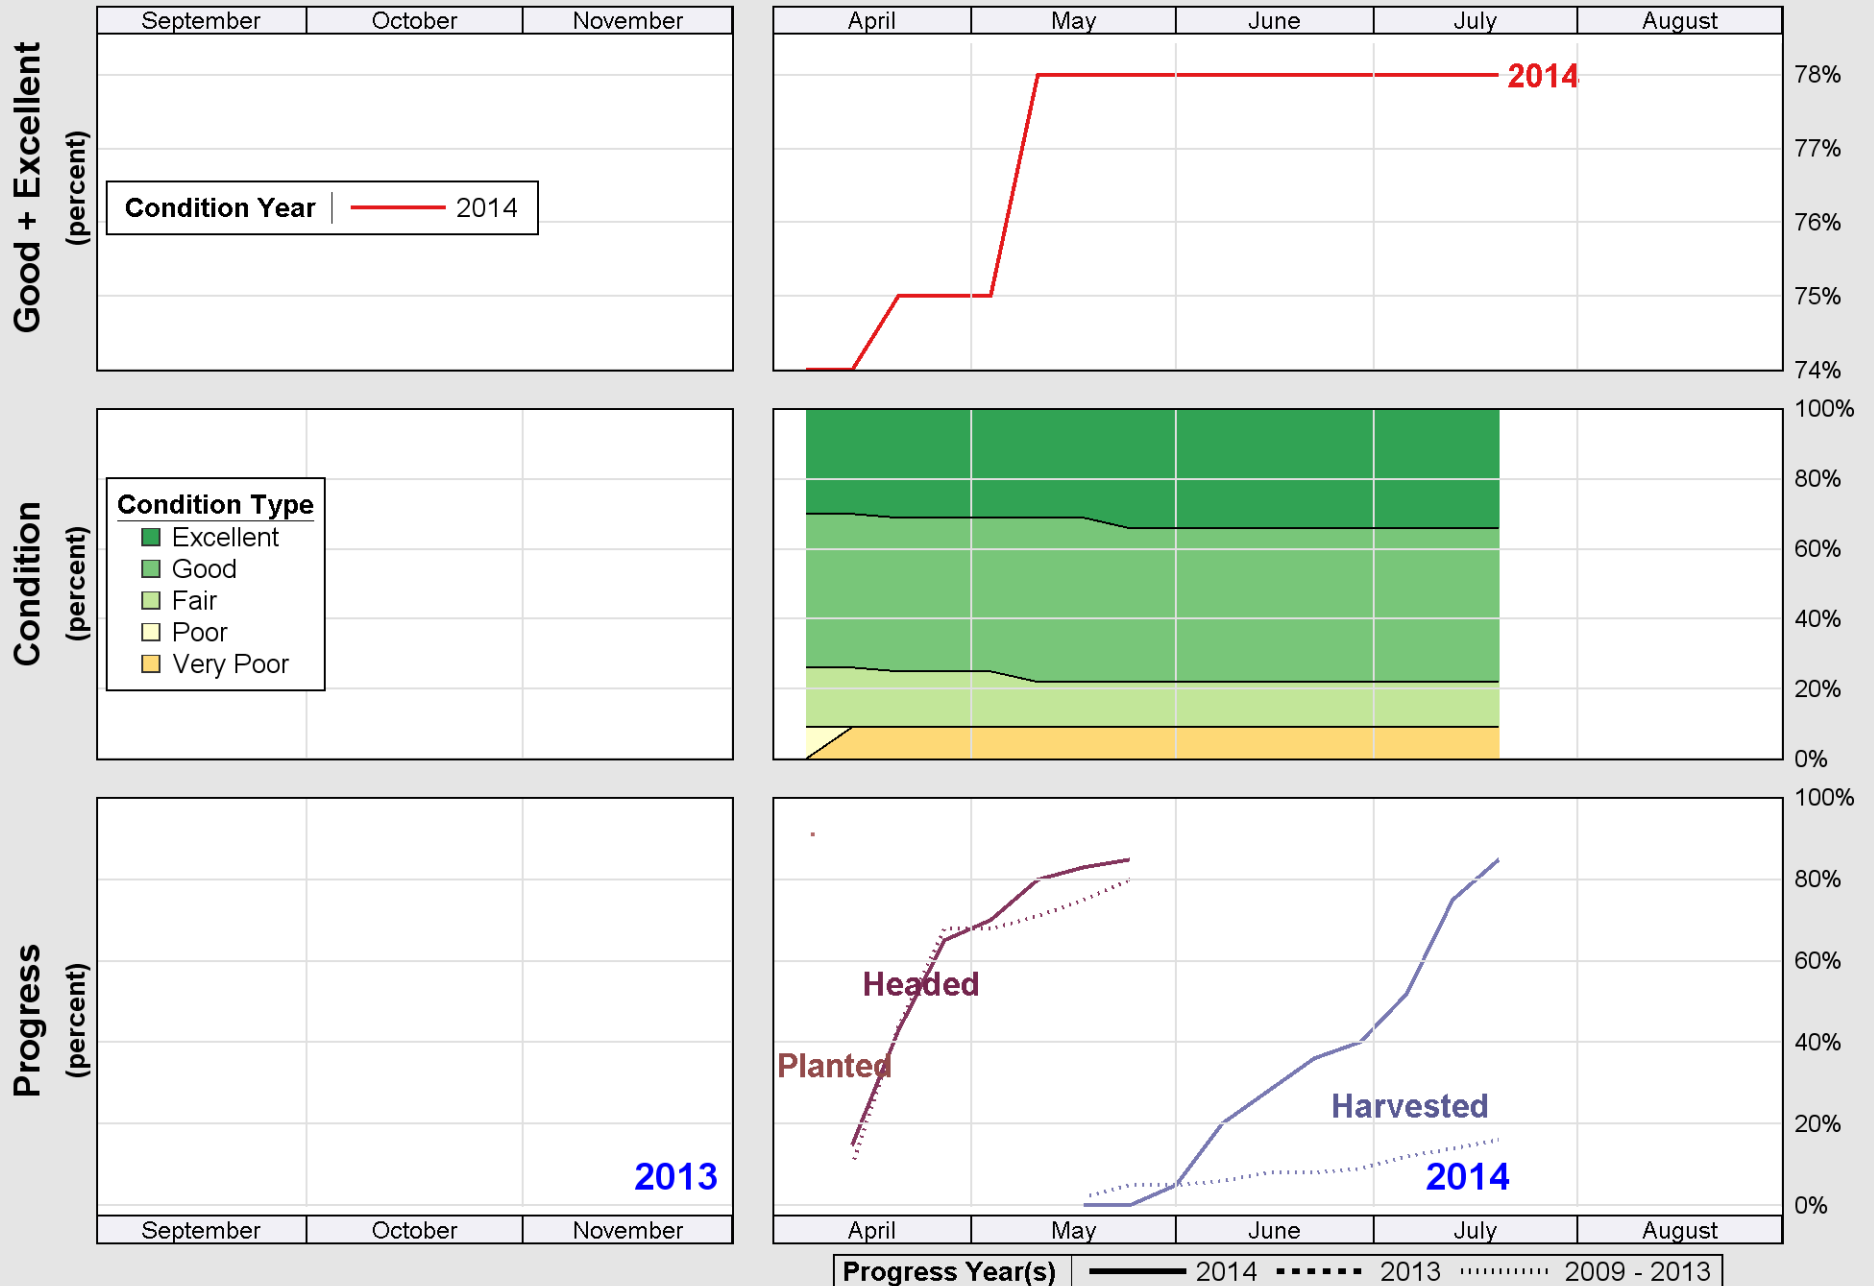 September October November April May June July August
Good + Excellent
(percent)
Condition Year 2014
2014
78%
77%
76%
75%
74%
Condition
(percent)
Condition Type
Excellent
Good
Fair
Poor
Very Poor
100%
80%
60%
40%
20%
0%
Progress
(percent)
Headed
Planted
Harvested
2013
2014
100%
80%
60%
40%
20%
0%
September October November April May June July August
Progress Year(s) 2014 2013 2009 - 2013